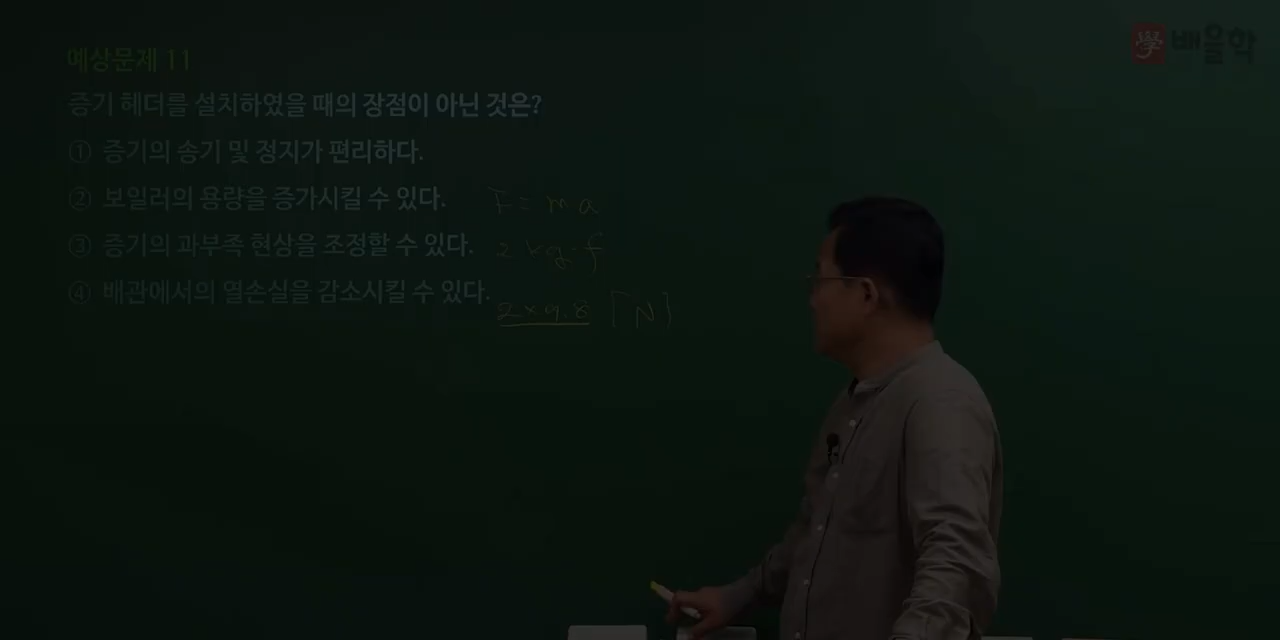 學 배울학
예상문제 11
증기 헤더를 설치하였을 때의 장점이 아닌 것은?
① 증기의 송기 및 정지가 편리하다.
② 보일러의 용량을 증가시킬 수 있다.
③ 증기의 과부족 현상을 조정할 수 있다.
④ 배관에서의 열손실을 감소시킬 수 있다.
F = ma
2 kg·f
2×9.8 [N]